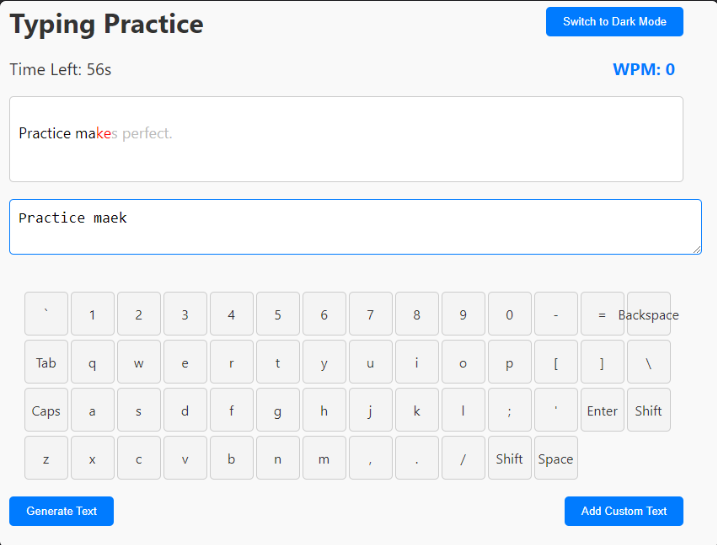 Typing Practice
Switch to Dark Mode
Time Left: 56s
WPM: 0
Practice makes perfect.
Practice maek
` 1 2 3 4 5 6 7 8 9 0 - = Backspace
Tab q w e r t y u i o p [ ] \
Caps a s d f g h j k l ; ' Enter Shift
z x c v b n m , . / Shift Space
Generate Text
Add Custom Text